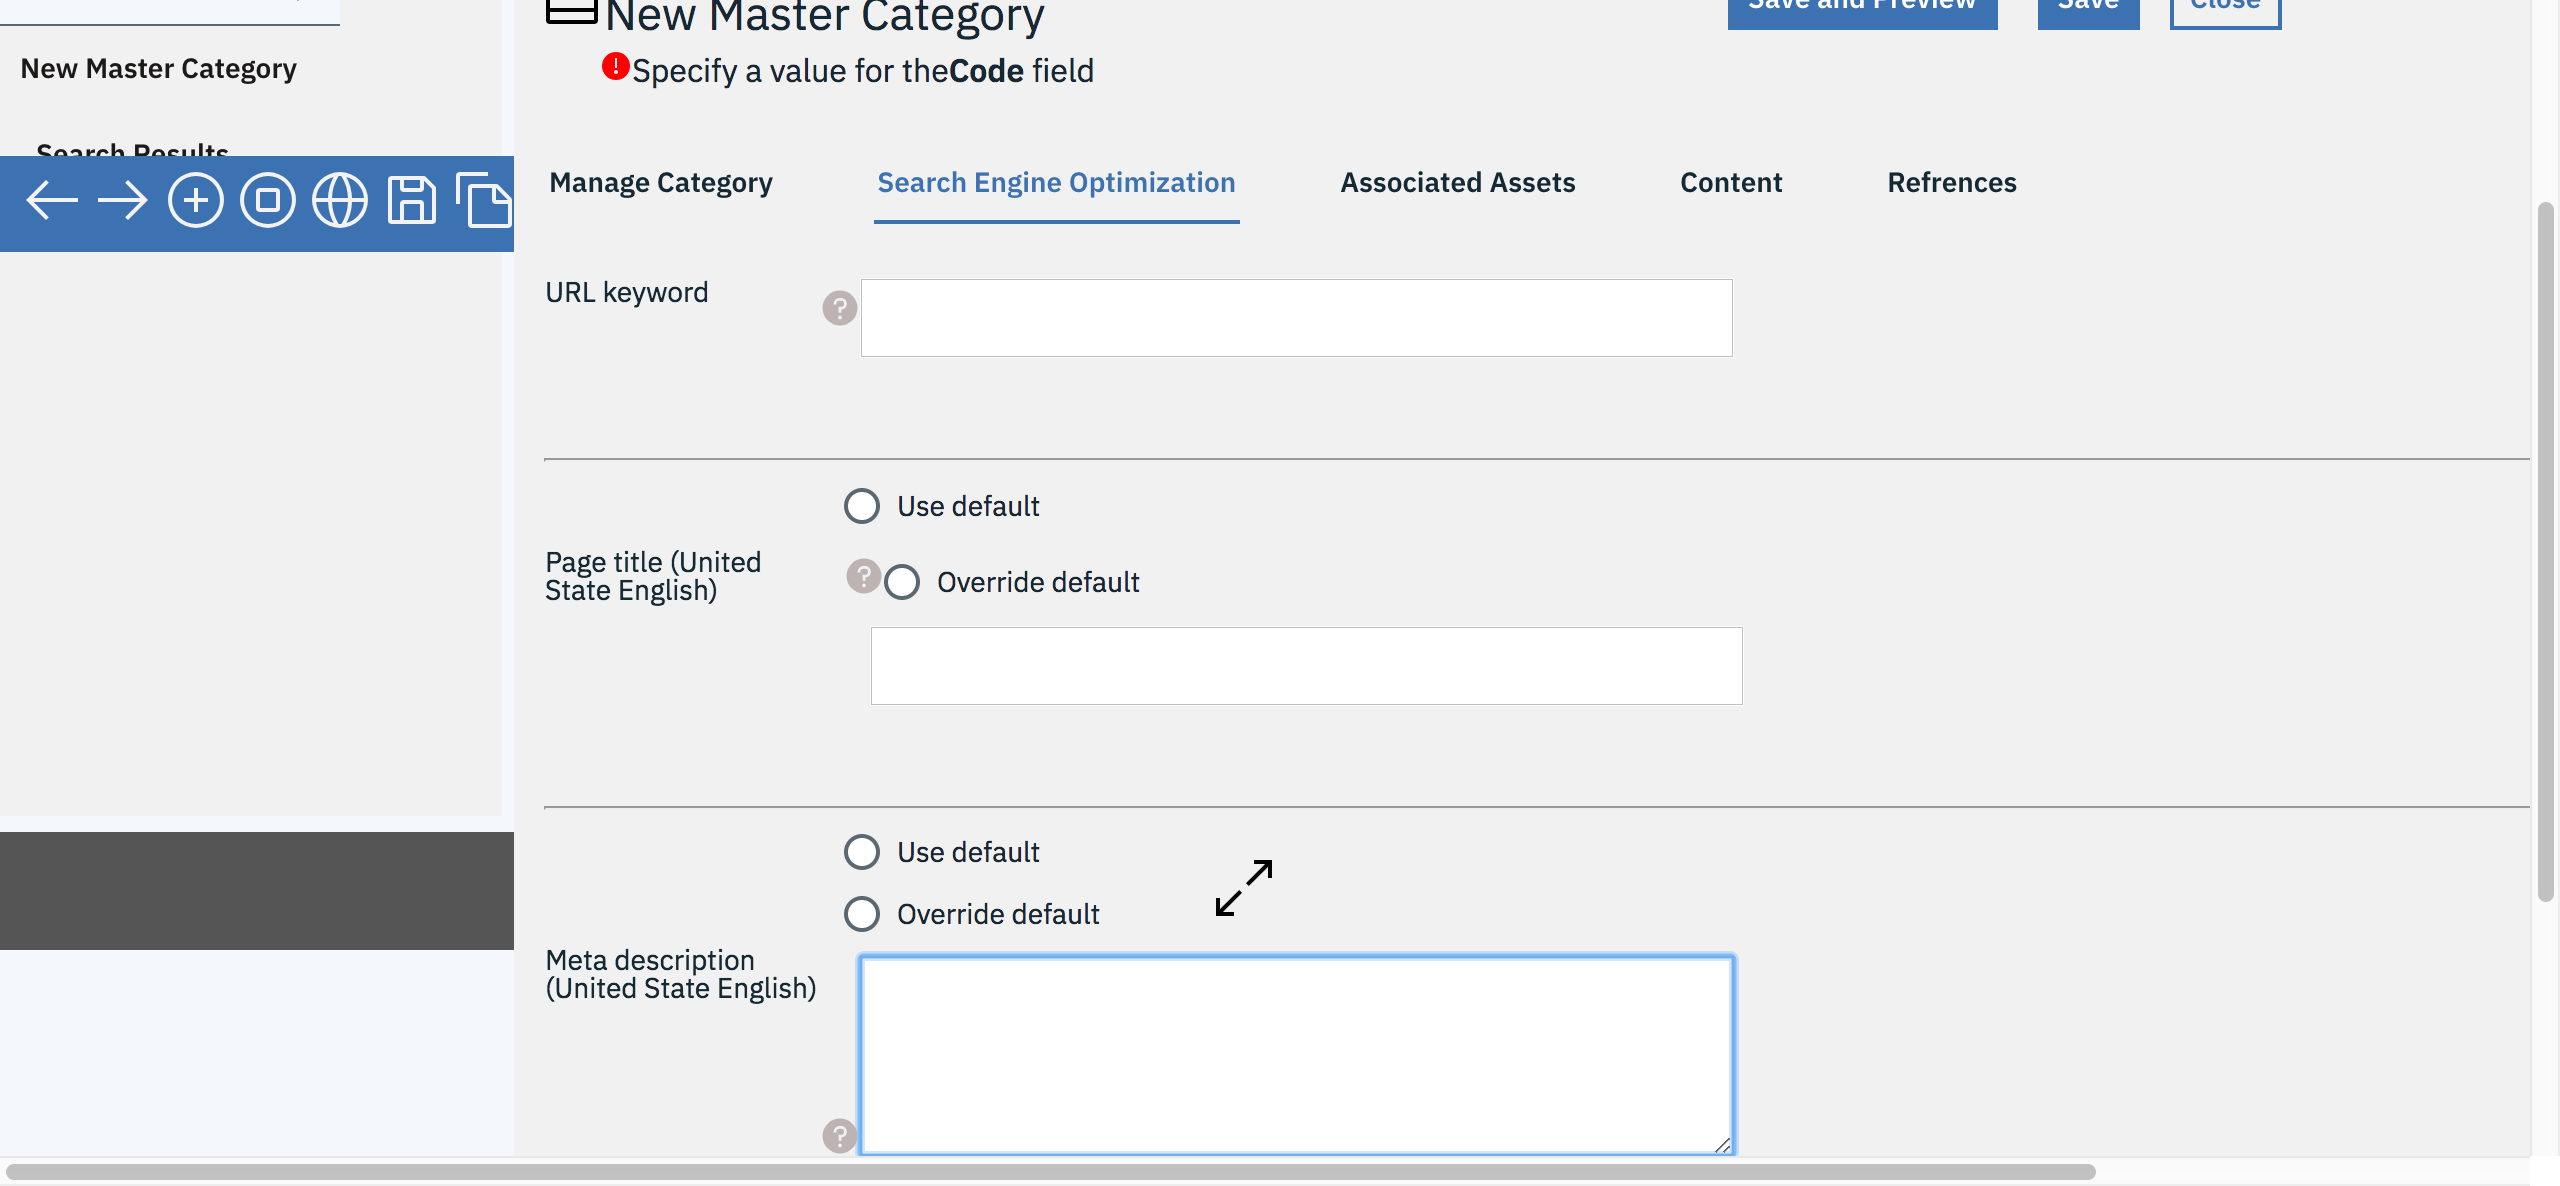 New Master Category
Save and Preview
Save
Close
New Master Category
Specify a value for theCode field
Search Results
Manage Category
Search Engine Optimization
Associated Assets
Content
Refrences
URL keyword
?
Use default
Page title (United
State English)
?
Override default
Use default
Override default
Meta description
(United State English)
?